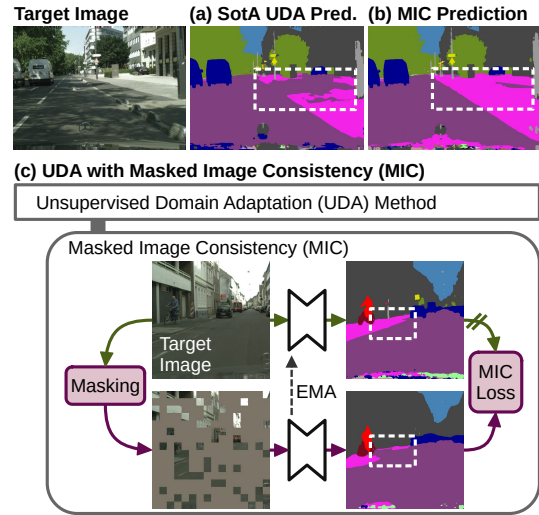 Target Image
(a) SotA UDA Pred.
(b) MIC Prediction
(c) UDA with Masked Image Consistency (MIC)
Unsupervised Domain Adaptation (UDA) Method
Masked Image Consistency (MIC)
Target
Image
Masking
EMA
MIC
Loss